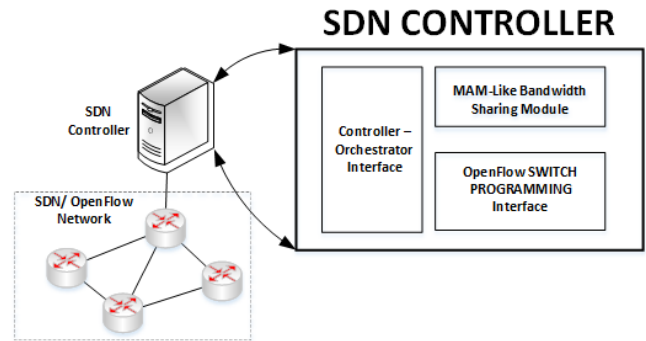 SDN CONTROLLER
SDN
Controller
SDN/ OpenFlow
Network
Controller –
Orchestrator
Interface
MAM-Like Bandwidth
Sharing Module
OpenFlow SWITCH
PROGRAMMING
Interface